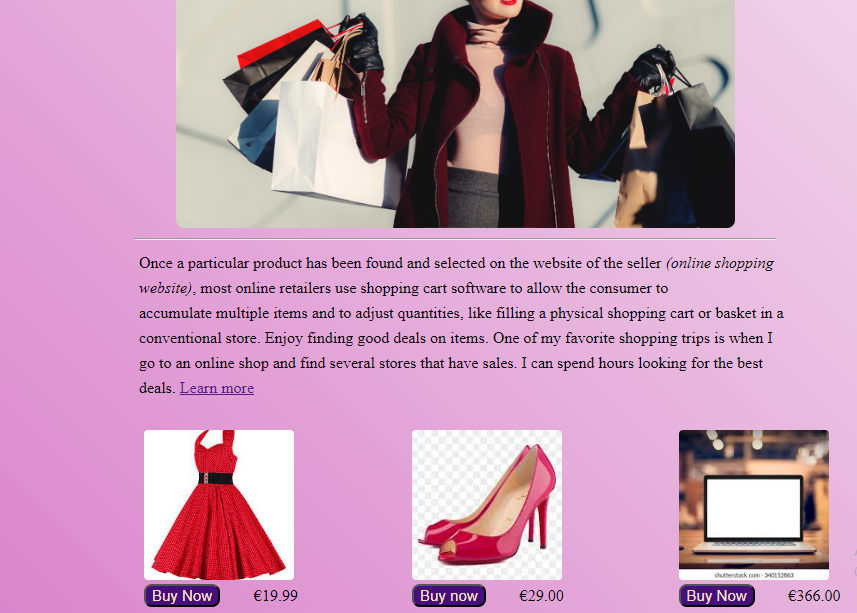 Once a particular product has been found and selected on the website of the seller (online shopping
website), most online retailers use shopping cart software to allow the consumer to
accumulate multiple items and to adjust quantities, like filling a physical shopping cart or basket in a
conventional store. Enjoy finding good deals on items. One of my favorite shopping trips is when I
go to an online shop and find several stores that have sales. I can spend hours looking for the best
deals. Learn more
shutterstock.com · 340152863
Buy Now €19.99 Buy now €29.00 Buy Now €366.00